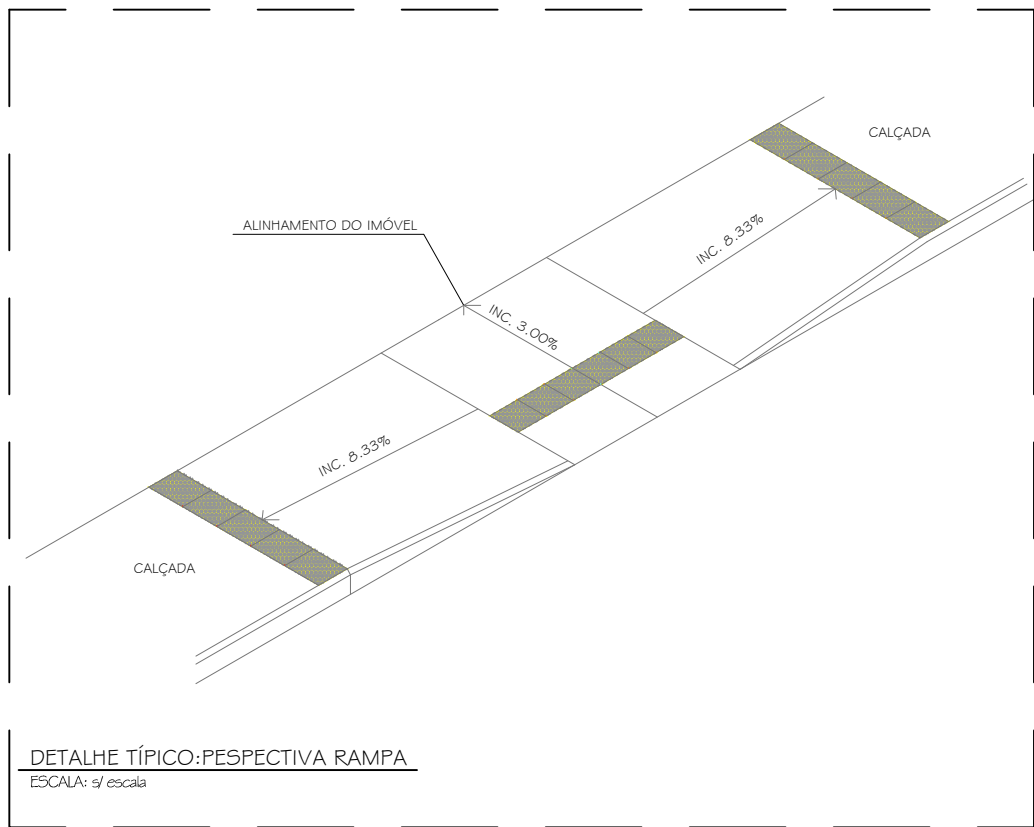 CALÇADA
ALINHAMENTO DO IMÓVEL
INC. 8.33%
INC. 3.00%
INC. 8.33%
CALÇADA
DETALHE TÍPICO:PESPECTIVA RAMPA
ESCALA: s/ escala